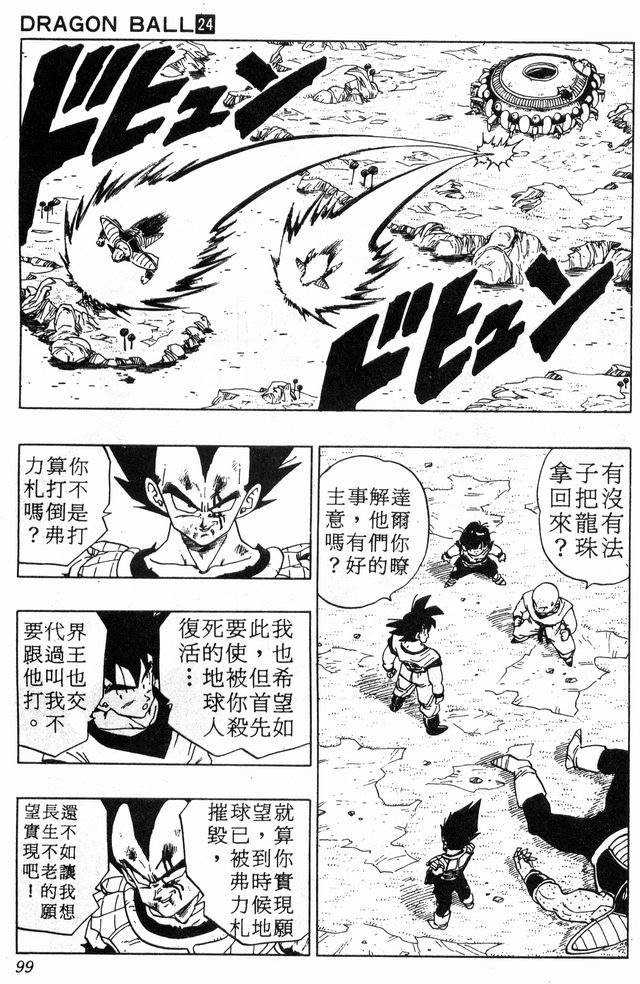 DRAGON BALL 24
ドヒュン
ドヒュン
有沒有法
子把龍珠
拿回來？
達爾你瞭
解他們的
事，有好
主意嗎？
你不是打
算打倒弗
力札嗎？
我也希望如
此，但首先
要使被你殺
死的地球人
復活…
界王也交
代過叫我不
要跟他打。
就算你實現願
望，到時候地
球已被弗力札
摧毀，
還不如讓我想
長生不老的願
望實現吧！
99